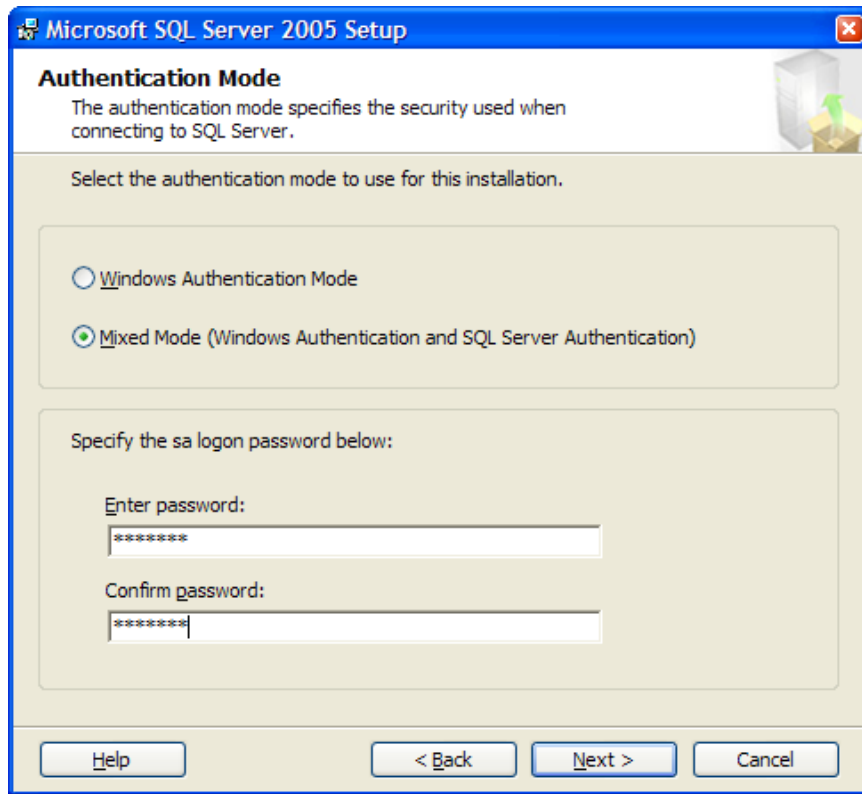 Microsoft SQL Server 2005 Setup
Authentication Mode
The authentication mode specifies the security used when
connecting to SQL Server.
Select the authentication mode to use for this installation.
Windows Authentication Mode
Mixed Mode (Windows Authentication and SQL Server Authentication)
Specify the sa logon password below:
Enter password:
*******
Confirm password:
*******
Help < Back Next > Cancel